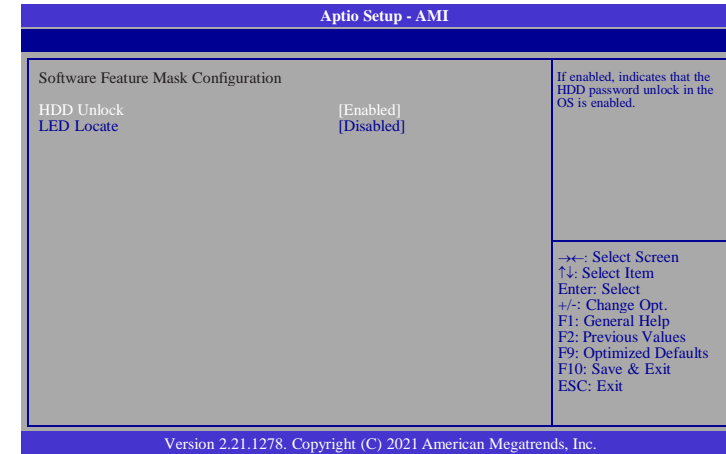 Aptio Setup - AMI
Software Feature Mask Configuration
HDD Unlock [Enabled]
LED Locate [Disabled]
If enabled, indicates that the
HDD password unlock in the
OS is enabled.
→←: Select Screen
↑↓: Select Item
Enter: Select
+/-: Change Opt.
F1: General Help
F2: Previous Values
F9: Optimized Defaults
F10: Save & Exit
ESC: Exit
Version 2.21.1278. Copyright (C) 2021 American Megatrends, Inc.